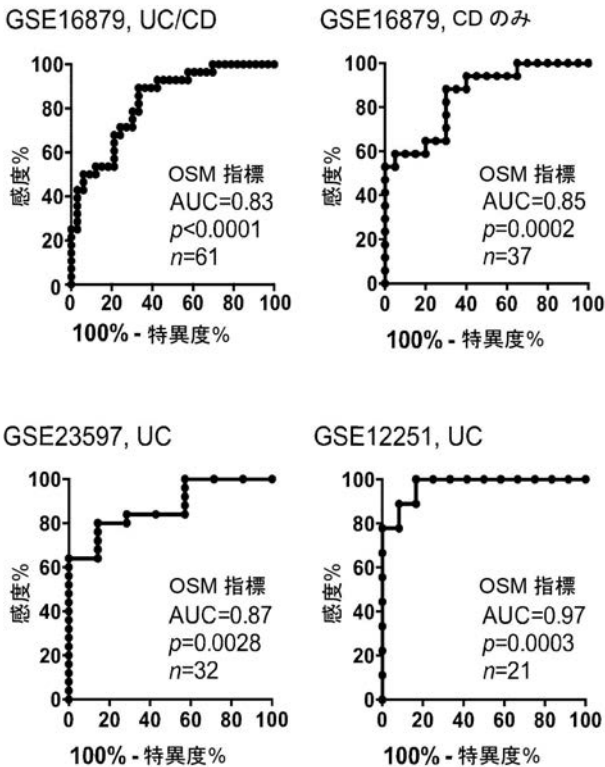 GSE16879, UC/CD
100
80
60
40
20
0
感度%
OSM 指標
AUC=0.83
p<0.0001
n=61
0 20 40 60 80 100
100% - 特異度%
GSE16879, CD のみ
100
80
60
40
20
0
感度%
OSM 指標
AUC=0.85
p=0.0002
n=37
0 20 40 60 80 100
100% - 特異度%
GSE23597, UC
100
80
60
40
20
0
感度%
OSM 指標
AUC=0.87
p=0.0028
n=32
0 20 40 60 80 100
100% - 特異度%
GSE12251, UC
100
80
60
40
20
0
感度%
OSM 指標
AUC=0.97
p=0.0003
n=21
0 20 40 60 80 100
100% - 特異度%